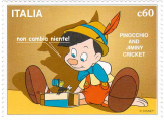 ITALIA
c60
non cambia niente!
PINOCCHIO
AND
JIMINY
CRICKET